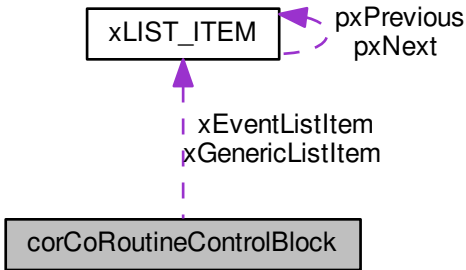 xLIST_ITEM
pxPrevious
pxNext
xEventListItem
xGenericListItem
corCoRoutineControlBlock